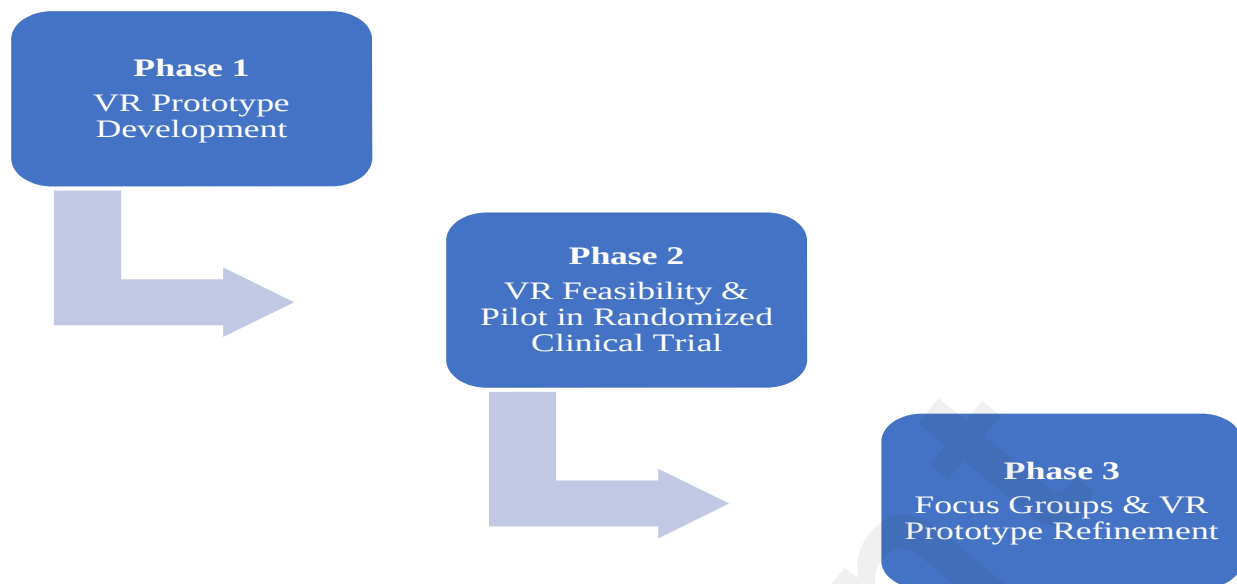 Phase 1
VR Prototype
Development
Phase 2
VR Feasibility &
Pilot in Randomized
Clinical Trial
Phase 3
Focus Groups & VR
Prototype Refinement